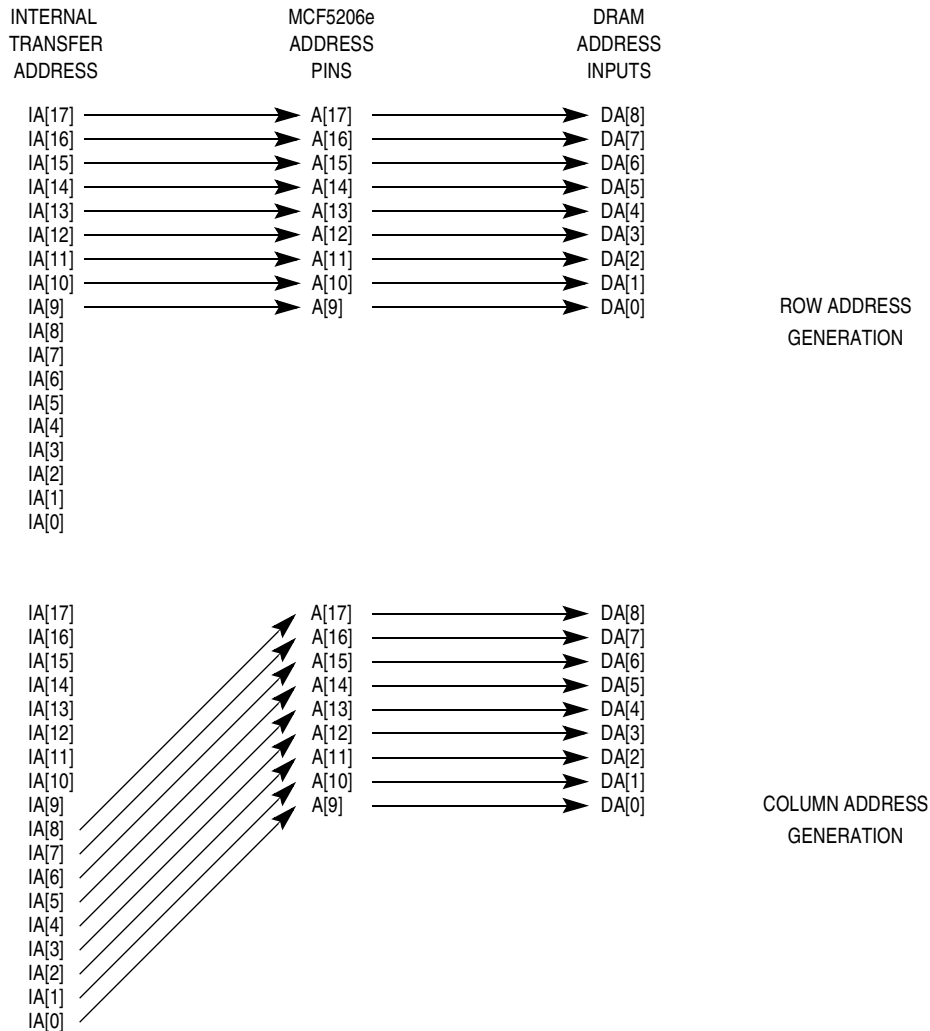 INTERNAL TRANSFER ADDRESS
MCF5206e ADDRESS PINS
DRAM ADDRESS INPUTS
IA[17] A[17] DA[8]
IA[16] A[16] DA[7]
IA[15] A[15] DA[6]
IA[14] A[14] DA[5]
IA[13] A[13] DA[4]
IA[12] A[12] DA[3]
IA[11] A[11] DA[2]
IA[10] A[10] DA[1]
IA[9] A[9] DA[0]
IA[8]
IA[7]
IA[6]
IA[5]
IA[4]
IA[3]
IA[2]
IA[1]
IA[0]
ROW ADDRESS
GENERATION
IA[17] A[17] DA[8]
IA[16] A[16] DA[7]
IA[15] A[15] DA[6]
IA[14] A[14] DA[5]
IA[13] A[13] DA[4]
IA[12] A[12] DA[3]
IA[11] A[11] DA[2]
IA[10] A[10] DA[1]
IA[9] A[9] DA[0]
IA[8]
IA[7]
IA[6]
IA[5]
IA[4]
IA[3]
IA[2]
IA[1]
IA[0]
COLUMN ADDRESS
GENERATION